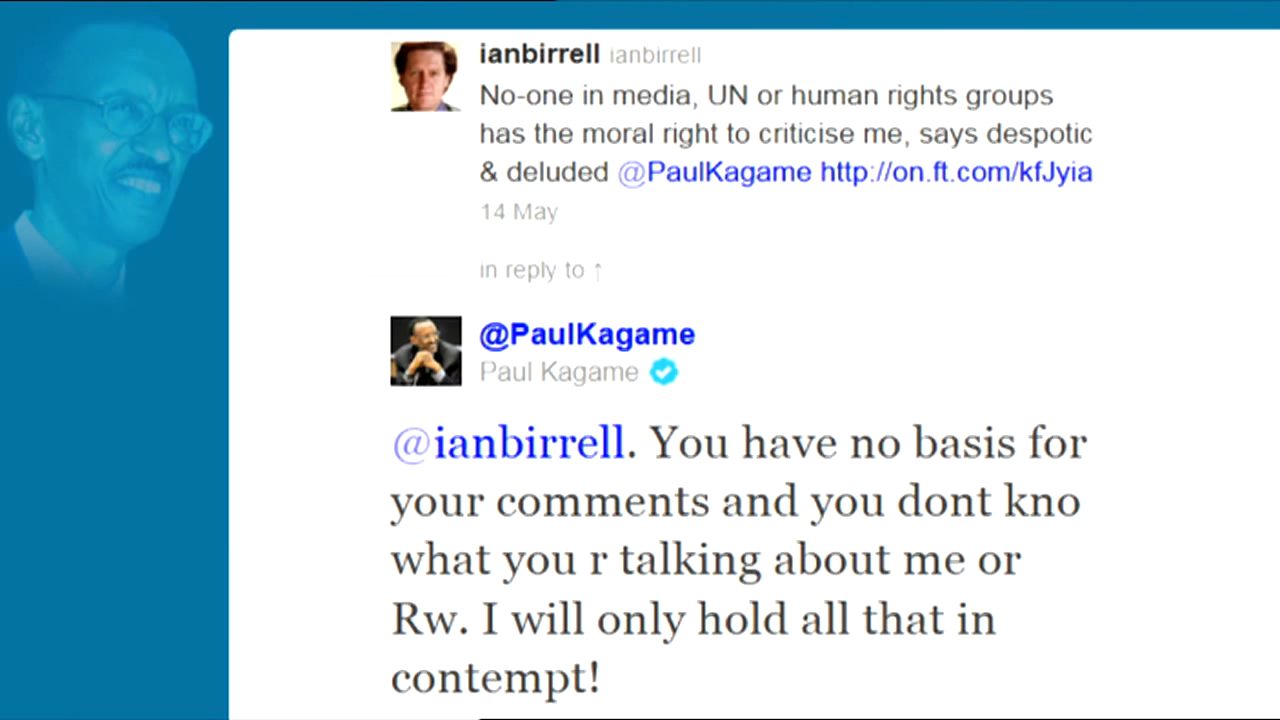 ianbirrell ianbirrell
No-one in media, UN or human rights groups
has the moral right to criticise me, says despotic
& deluded @PaulKagame http://on.ft.com/kfJyia
14 May
in reply to ↑
@PaulKagame
Paul Kagame
@ianbirrell. You have no basis for
your comments and you dont kno
what you r talking about me or
Rw. I will only hold all that in
contempt!